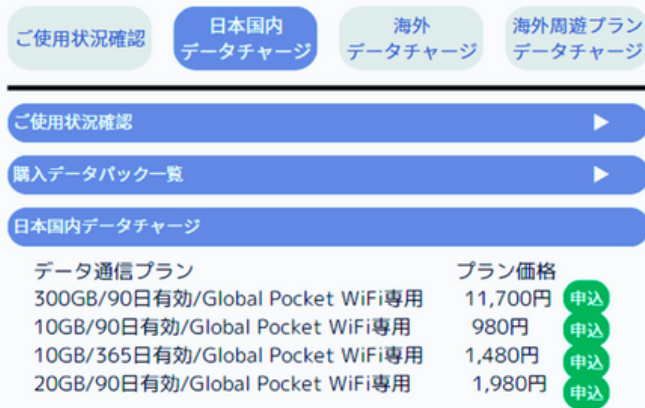 ご使用状況確認
日本国内
データチャージ
海外
データチャージ
海外周遊プラン
データチャージ
ご使用状況確認 ▶
購入データパック一覧 ▶
日本国内データチャージ
データ通信プラン プラン価格
300GB/90日有効/Global Pocket WiFi専用 11,700円 申込
10GB/90日有効/Global Pocket WiFi専用 980円 申込
10GB/365日有効/Global Pocket WiFi専用 1,480円 申込
20GB/90日有効/Global Pocket WiFi専用 1,980円 申込